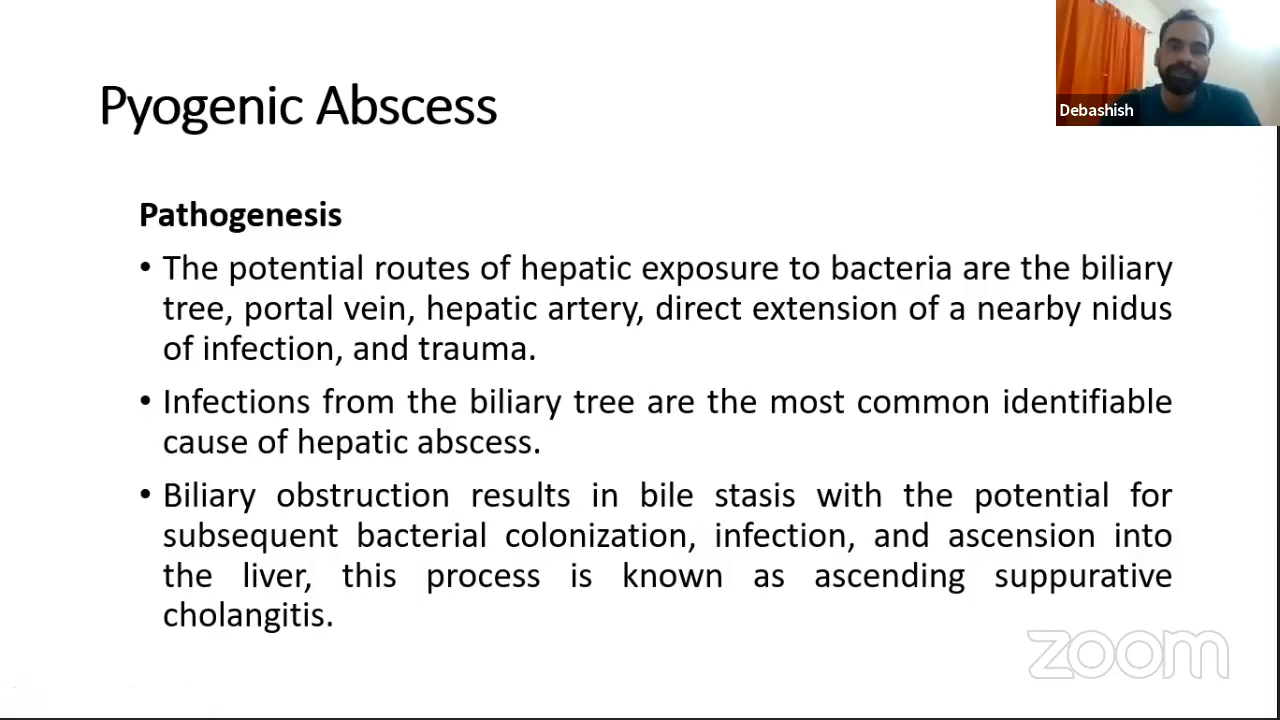 Pyogenic Abscess
Debashish
Pathogenesis
• The potential routes of hepatic exposure to bacteria are the biliary
tree, portal vein, hepatic artery, direct extension of a nearby nidus
of infection, and trauma.
• Infections from the biliary tree are the most common identifiable
cause of hepatic abscess.
• Biliary obstruction results in bile stasis with the potential for
subsequent bacterial colonization, infection, and ascension into
the liver, this process is known as ascending suppurative
cholangitis.
zoom